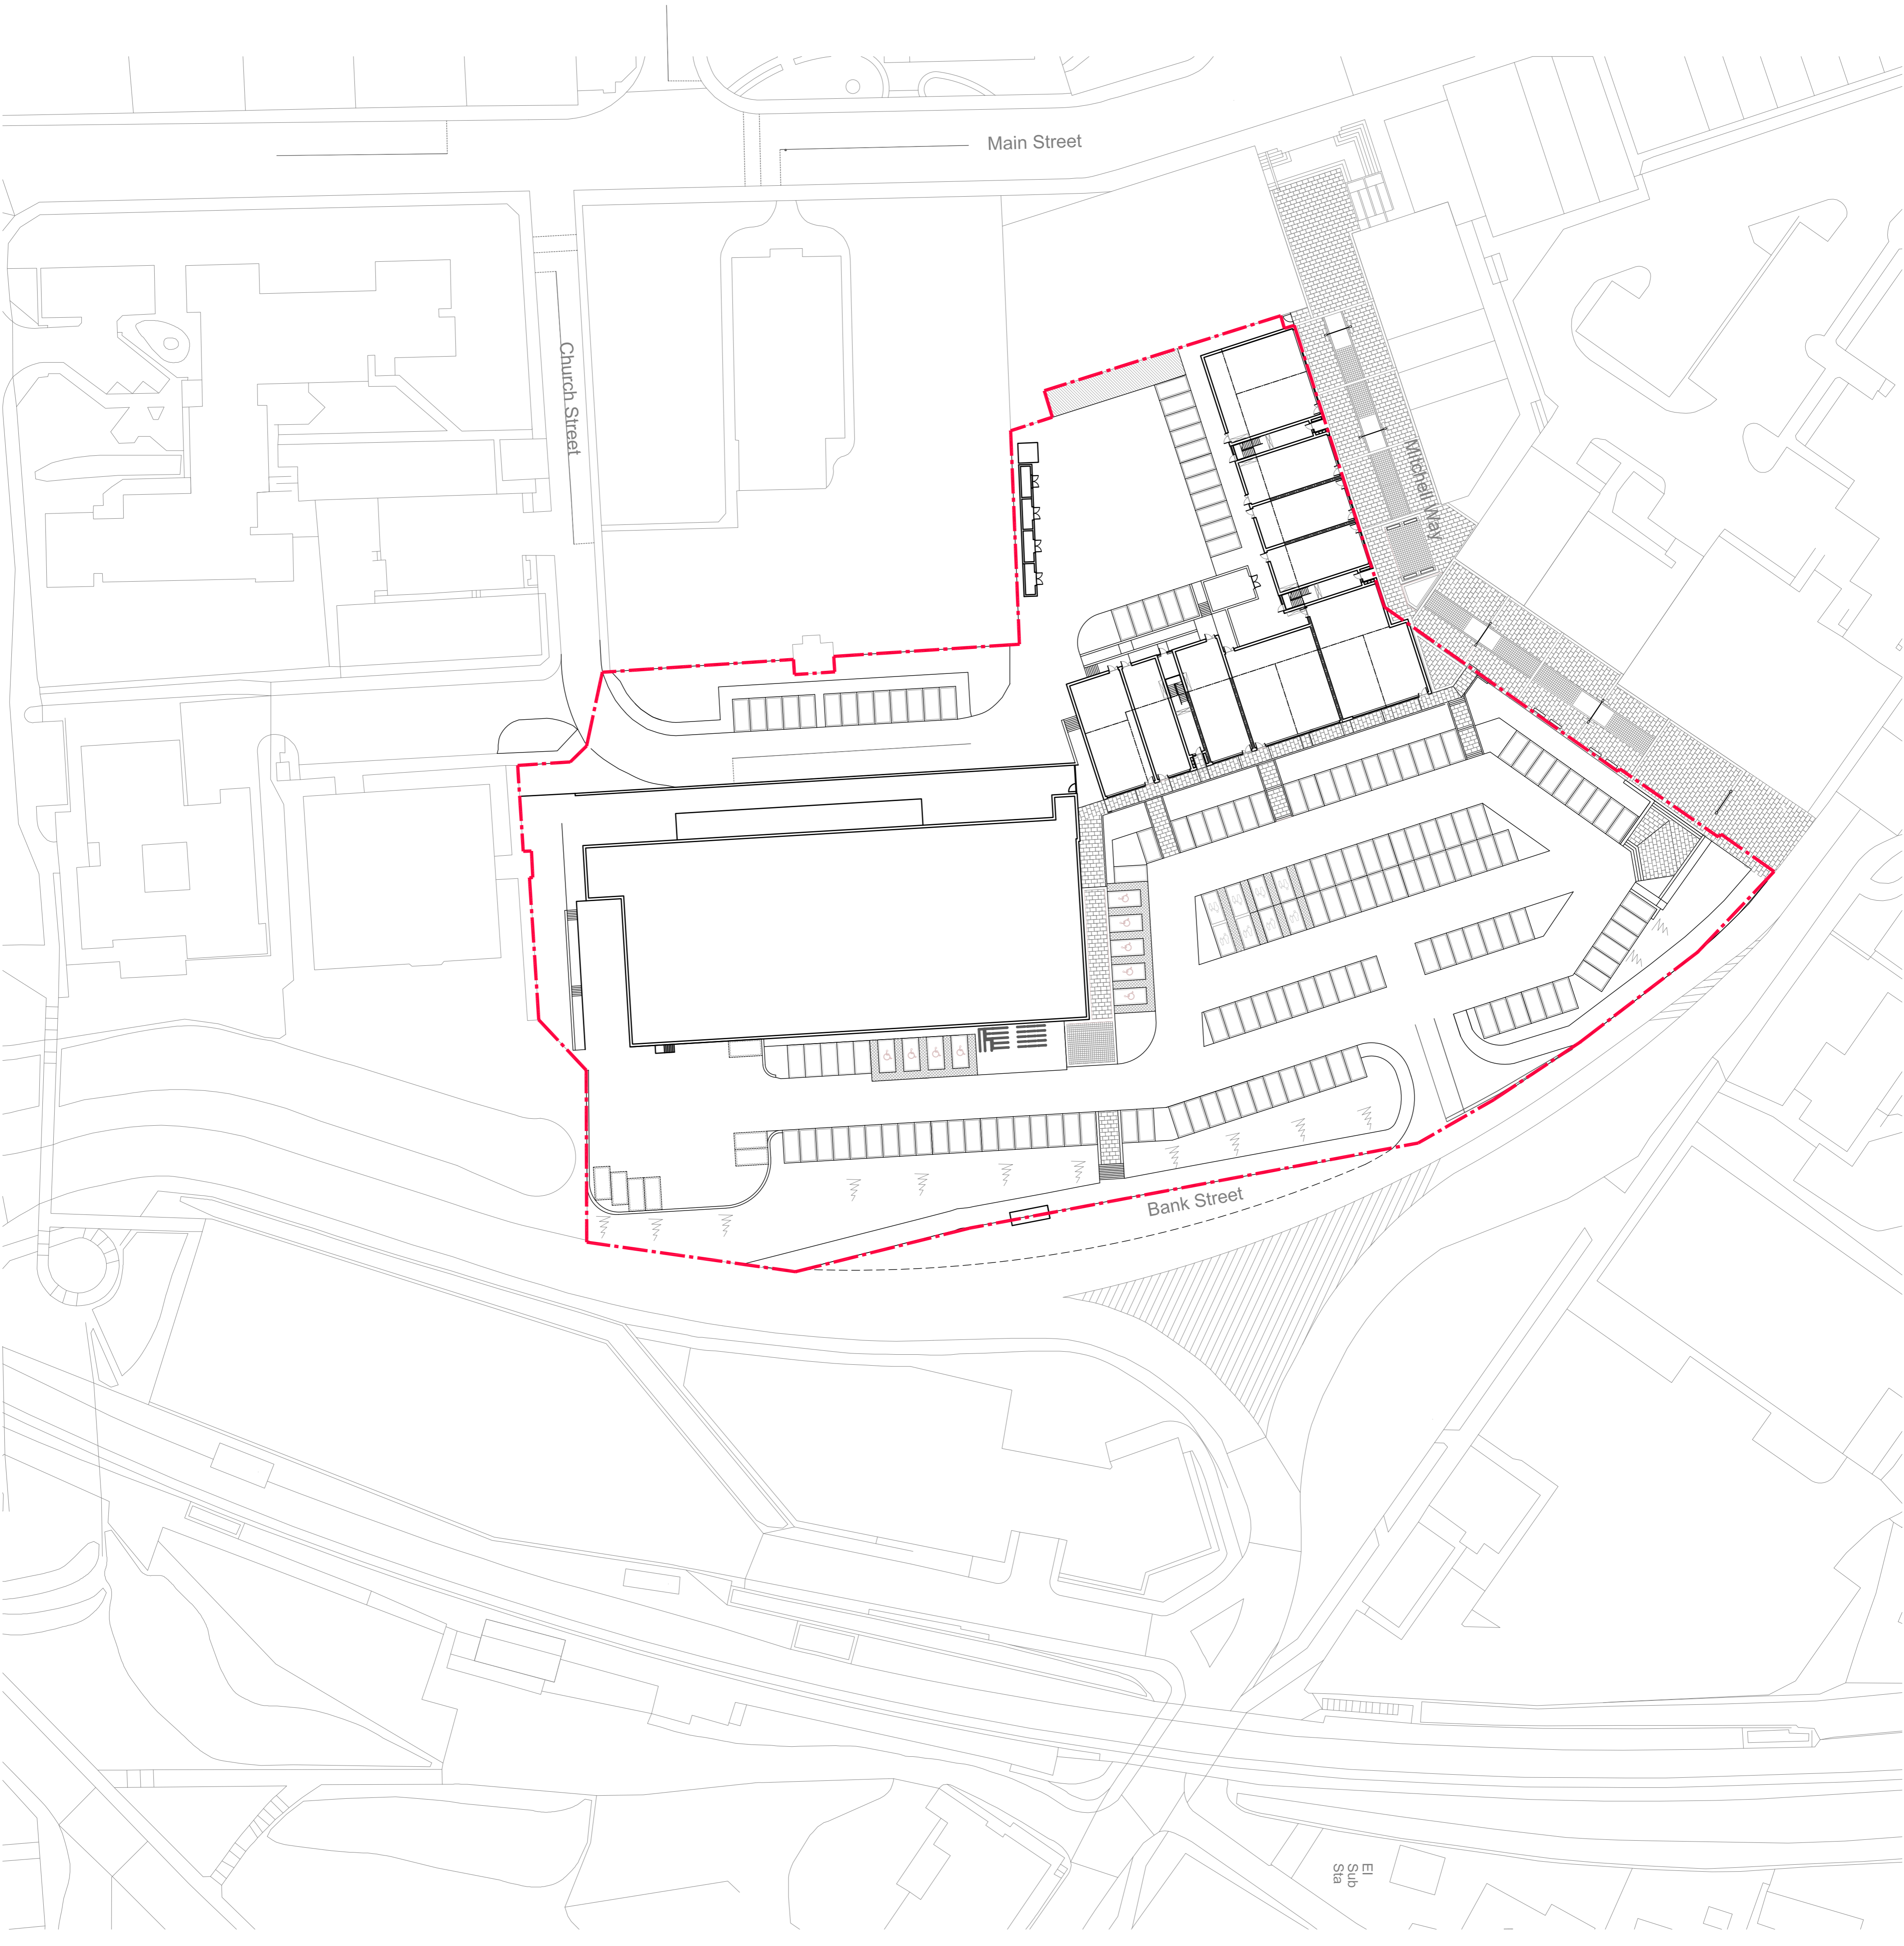 Main Street
Church Street
Mitchell Way
Bank Street
El
Sub
Sta